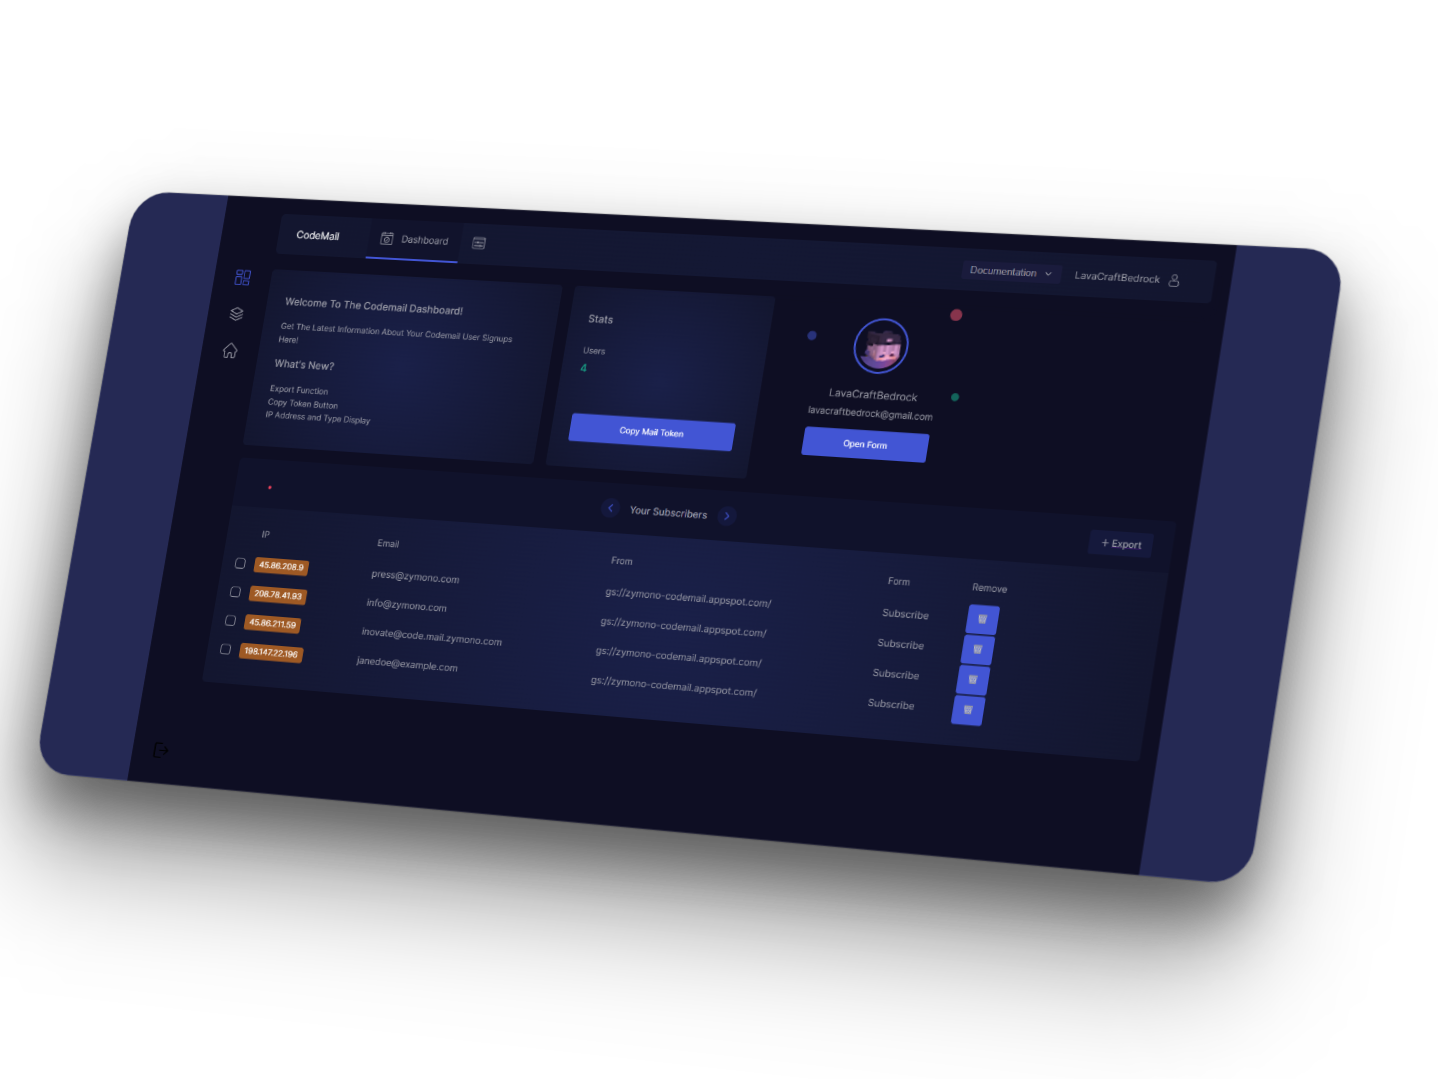 CodeMail
Dashboard
Documentation
LavaCraftBedrock
Welcome To The Codemail Dashboard!
Get The Latest Information About Your Codemail User Signups
Here!
What's New?
Export Function
Copy Token Button
IP Address and Type Display
Stats
Users
4
Copy Mail Token
LavaCraftBedrock
lavacraftbedrock@gmail.com
Open Form
Your Subscribers
+ Export
IP Email From Form Remove
45.86.208.9 press@zymono.com gs://zymono-codemail.appspot.com/ Subscribe
208.78.41.93 info@zymono.com gs://zymono-codemail.appspot.com/ Subscribe
45.86.211.59 inovate@code.mail.zymono.com gs://zymono-codemail.appspot.com/ Subscribe
198.147.22.196 janedoe@example.com gs://zymono-codemail.appspot.com/ Subscribe